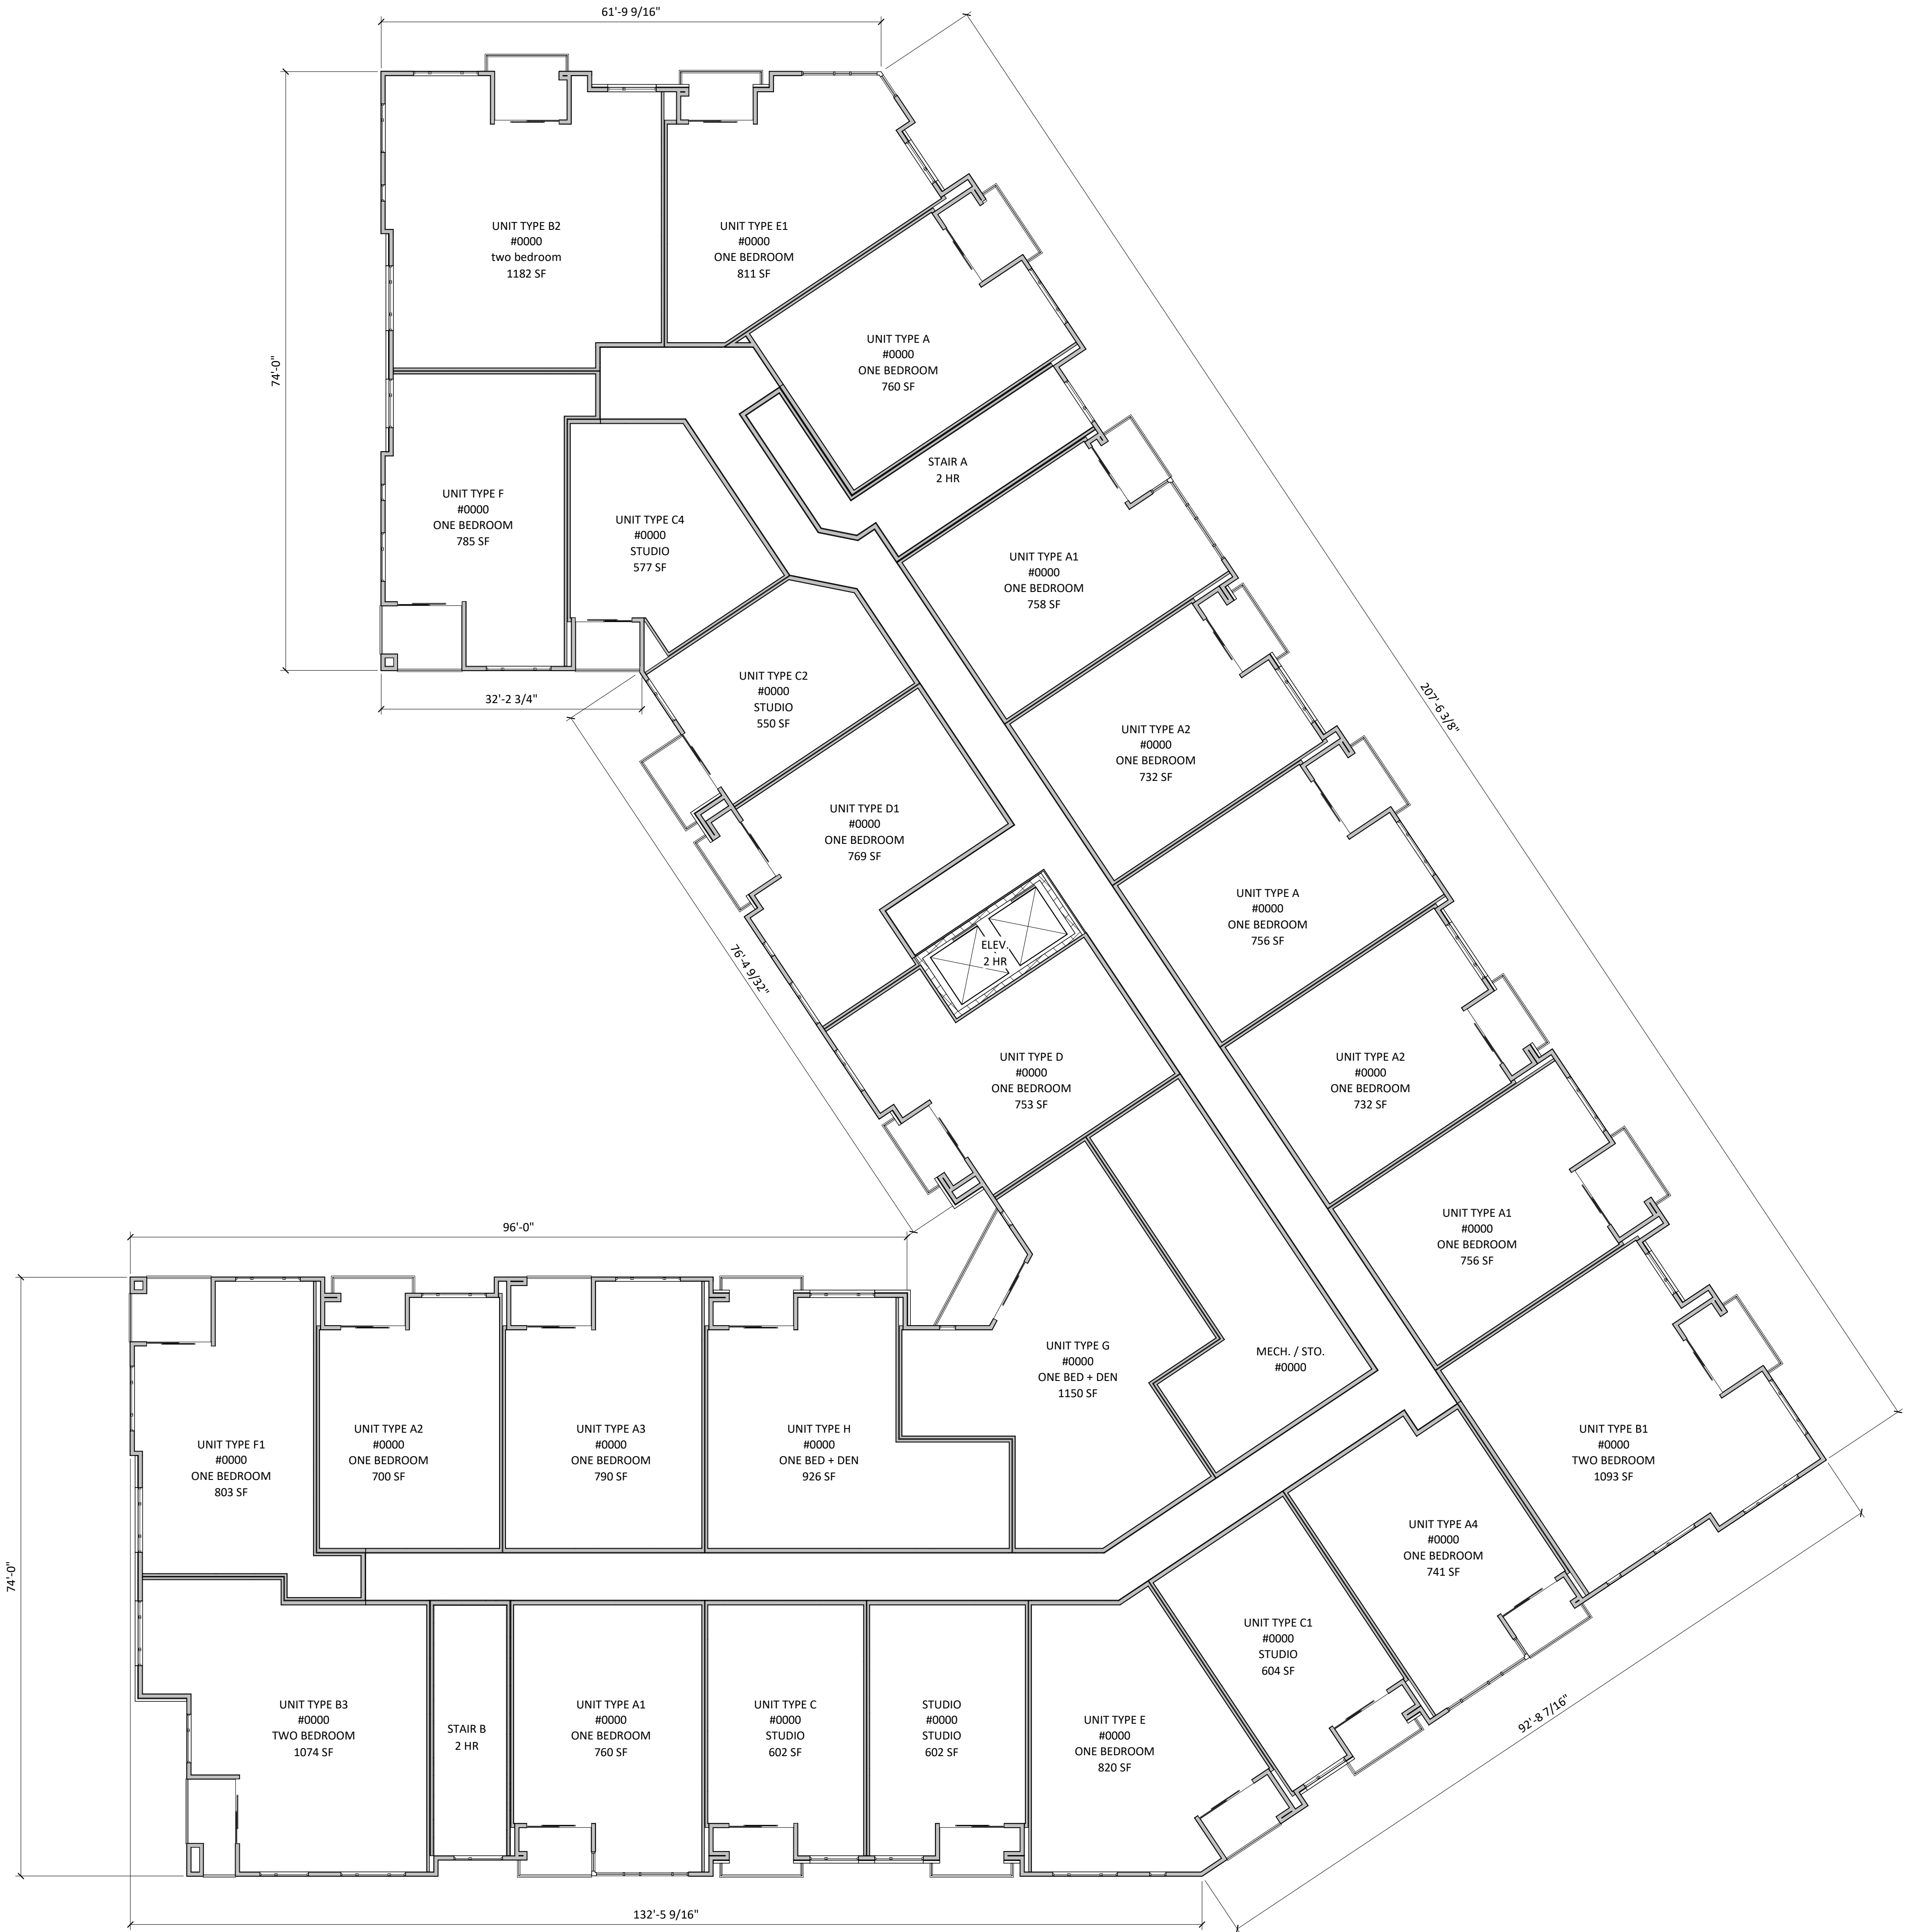 61'-9 9/16"
74'-0"
UNIT TYPE B2
#0000
two bedroom
1182 SF
UNIT TYPE E1
#0000
ONE BEDROOM
811 SF
UNIT TYPE A
#0000
ONE BEDROOM
760 SF
STAIR A
2 HR
UNIT TYPE F
#0000
ONE BEDROOM
785 SF
UNIT TYPE C4
#0000
STUDIO
577 SF
UNIT TYPE A1
#0000
ONE BEDROOM
758 SF
32'-2 3/4"
UNIT TYPE C2
#0000
STUDIO
550 SF
UNIT TYPE A2
#0000
ONE BEDROOM
732 SF
207'-6 3/8"
UNIT TYPE D1
#0000
ONE BEDROOM
769 SF
UNIT TYPE A
#0000
ONE BEDROOM
756 SF
76'-4 9/32"
ELEV.
2 HR
UNIT TYPE D
#0000
ONE BEDROOM
753 SF
UNIT TYPE A2
#0000
ONE BEDROOM
732 SF
UNIT TYPE A1
#0000
ONE BEDROOM
756 SF
96'-0"
74'-0"
UNIT TYPE F1
#0000
ONE BEDROOM
803 SF
UNIT TYPE A2
#0000
ONE BEDROOM
700 SF
UNIT TYPE A3
#0000
ONE BEDROOM
790 SF
UNIT TYPE H
#0000
ONE BED + DEN
926 SF
UNIT TYPE G
#0000
ONE BED + DEN
1150 SF
MECH. / STO.
#0000
UNIT TYPE B1
#0000
TWO BEDROOM
1093 SF
UNIT TYPE A4
#0000
ONE BEDROOM
741 SF
UNIT TYPE C1
#0000
STUDIO
604 SF
UNIT TYPE B3
#0000
TWO BEDROOM
1074 SF
STAIR B
2 HR
UNIT TYPE A1
#0000
ONE BEDROOM
760 SF
UNIT TYPE C
#0000
STUDIO
602 SF
STUDIO
#0000
STUDIO
602 SF
UNIT TYPE E
#0000
ONE BEDROOM
820 SF
92'-8 7/16"
132'-5 9/16"